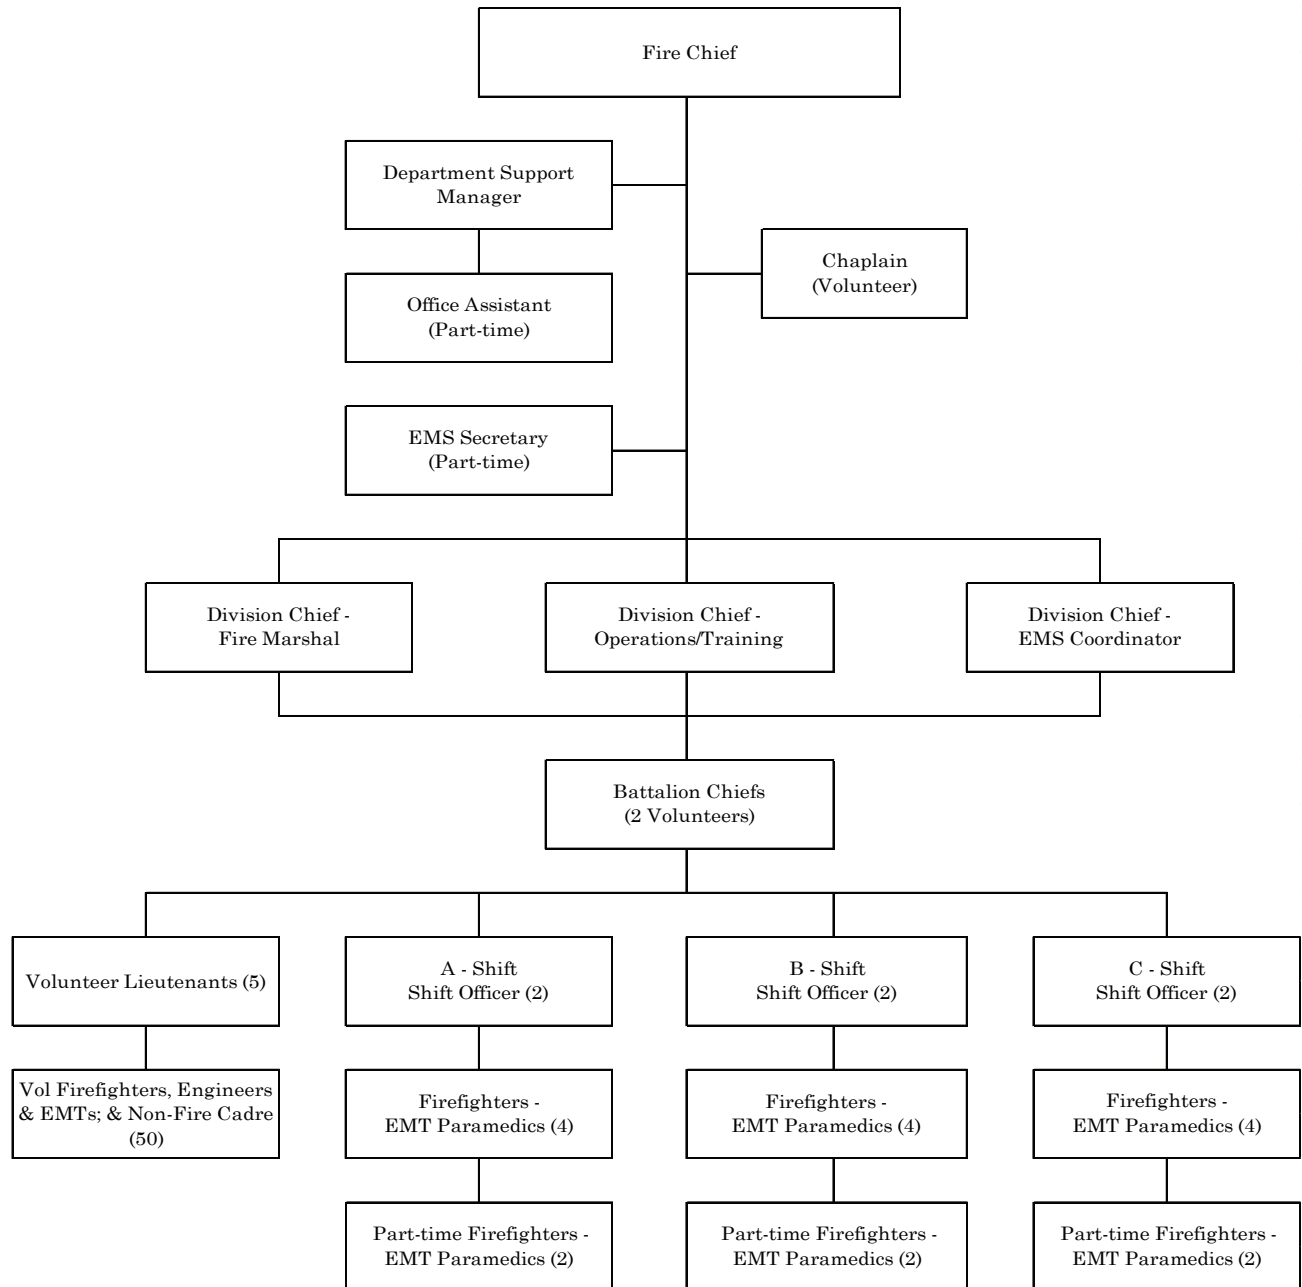 Fire Chief
Department Support
Manager
Chaplain
(Volunteer)
Office Assistant
(Part-time)
EMS Secretary
(Part-time)
Division Chief -
Fire Marshal
Division Chief -
Operations/Training
Division Chief -
EMS Coordinator
Battalion Chiefs
(2 Volunteers)
Volunteer Lieutenants (5)
A - Shift
Shift Officer (2)
B - Shift
Shift Officer (2)
C - Shift
Shift Officer (2)
Vol Firefighters, Engineers
& EMTs; & Non-Fire Cadre
(50)
Firefighters -
EMT Paramedics (4)
Firefighters -
EMT Paramedics (4)
Firefighters -
EMT Paramedics (4)
Part-time Firefighters -
EMT Paramedics (2)
Part-time Firefighters -
EMT Paramedics (2)
Part-time Firefighters -
EMT Paramedics (2)